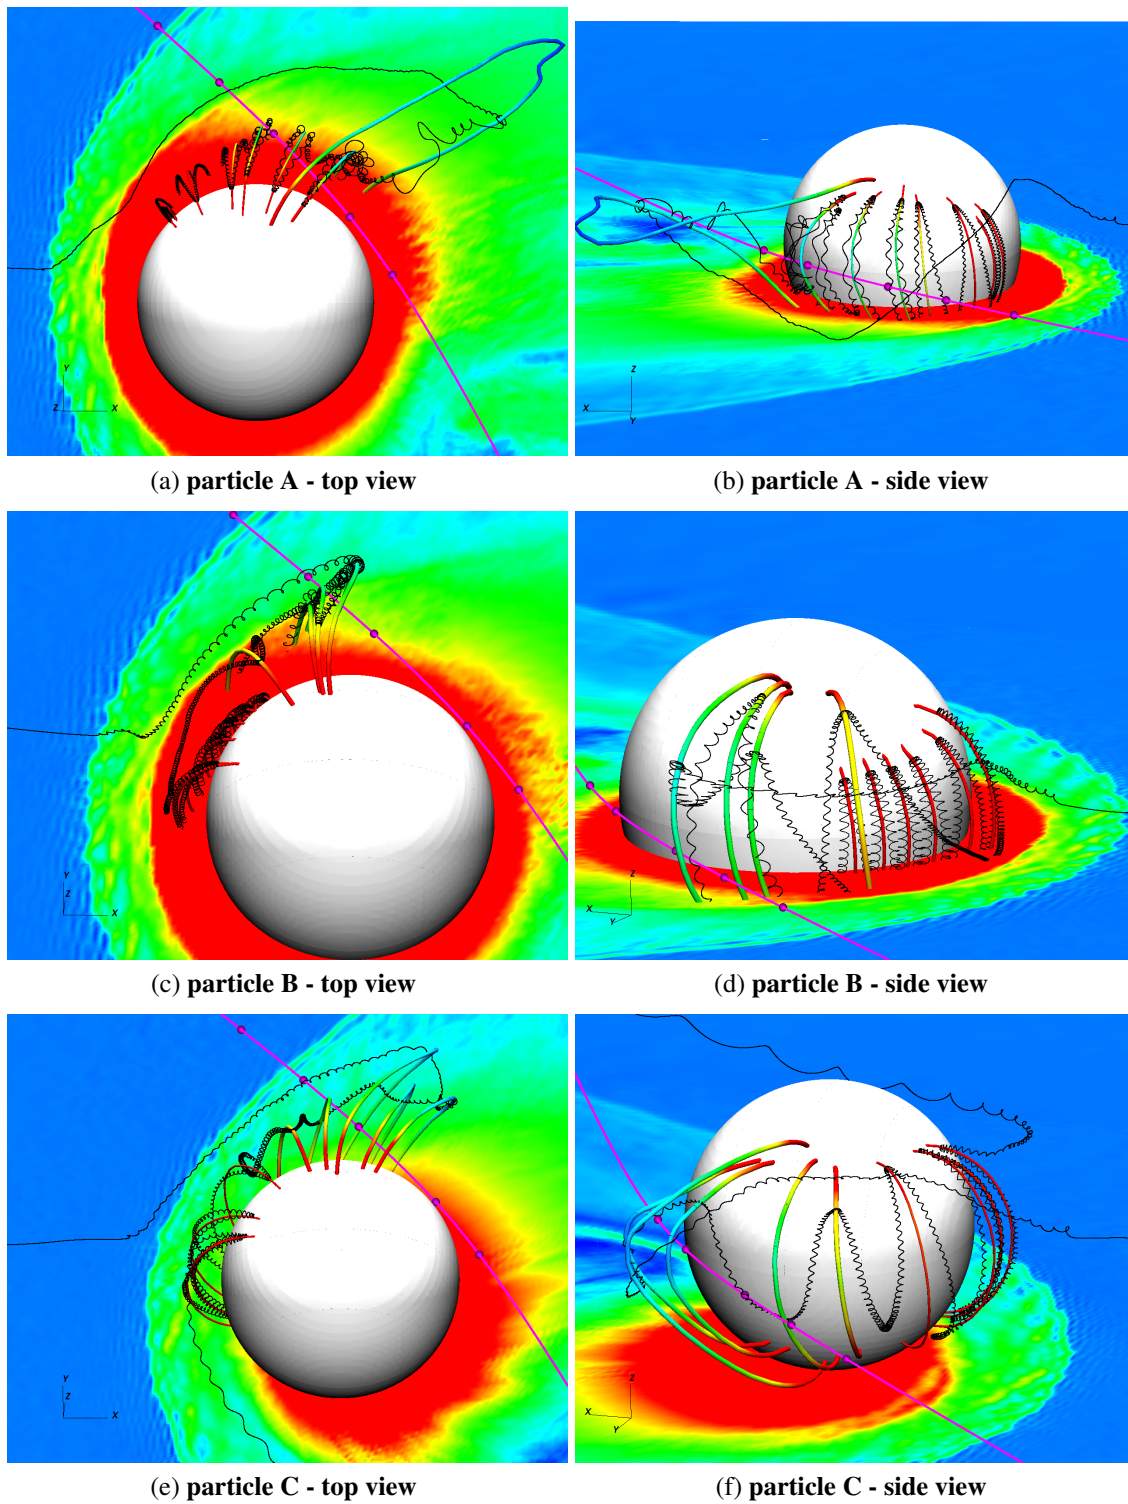 Y
Z X
(a) particle A - top view
Z
X
Y
(b) particle A - side view
Y
Z
X
(c) particle B - top view
Z
X
Y
(d) particle B - side view
Y
Z
X
(e) particle C - top view
Z
X
Y
(f) particle C - side view